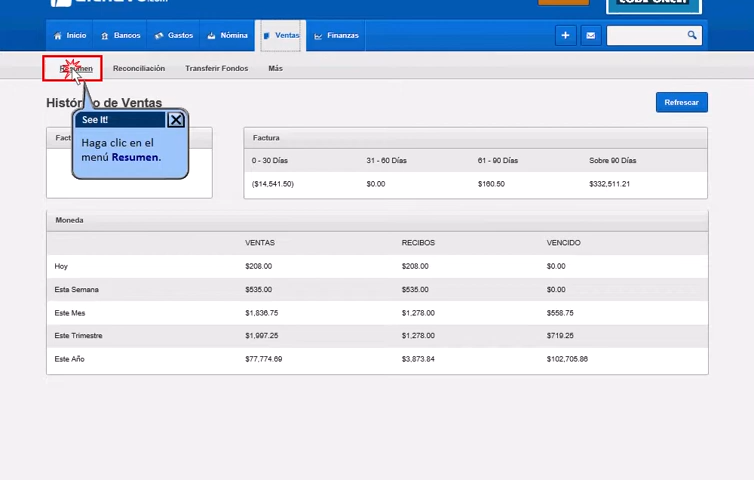 .com
CODE ONCE!
Inicio Bancos Gastos Nómina Ventas Finanzas
Resumen Reconciliación Transferir Fondos Más
Histórico de Ventas
Refrescar
See It!
Haga clic en el
menú Resumen.
Factura
0 - 30 Días 31 - 60 Días 61 - 90 Días Sobre 90 Días
($14,541.50) $0.00 $160.50 $332,511.21
Moneda
VENTAS RECIBOS VENCIDO
Hoy $208.00 $208.00 $0.00
Esta Semana $535.00 $535.00 $0.00
Este Mes $1,836.75 $1,278.00 $558.75
Este Trimestre $1,997.25 $1,278.00 $719.25
Este Año $77,774.69 $3,873.84 $102,705.86